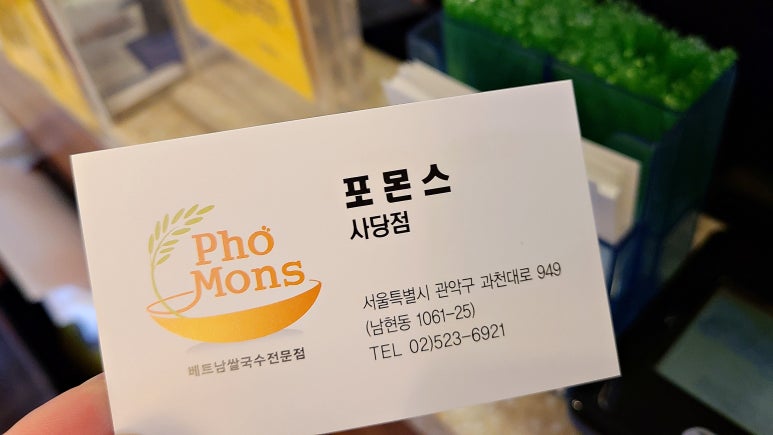 Phở
Mons
베트남쌀국수전문점
포몬스
사당점
서울특별시 관악구 과천대로 949
(남현동 1061-25)
TEL 02)523-6921